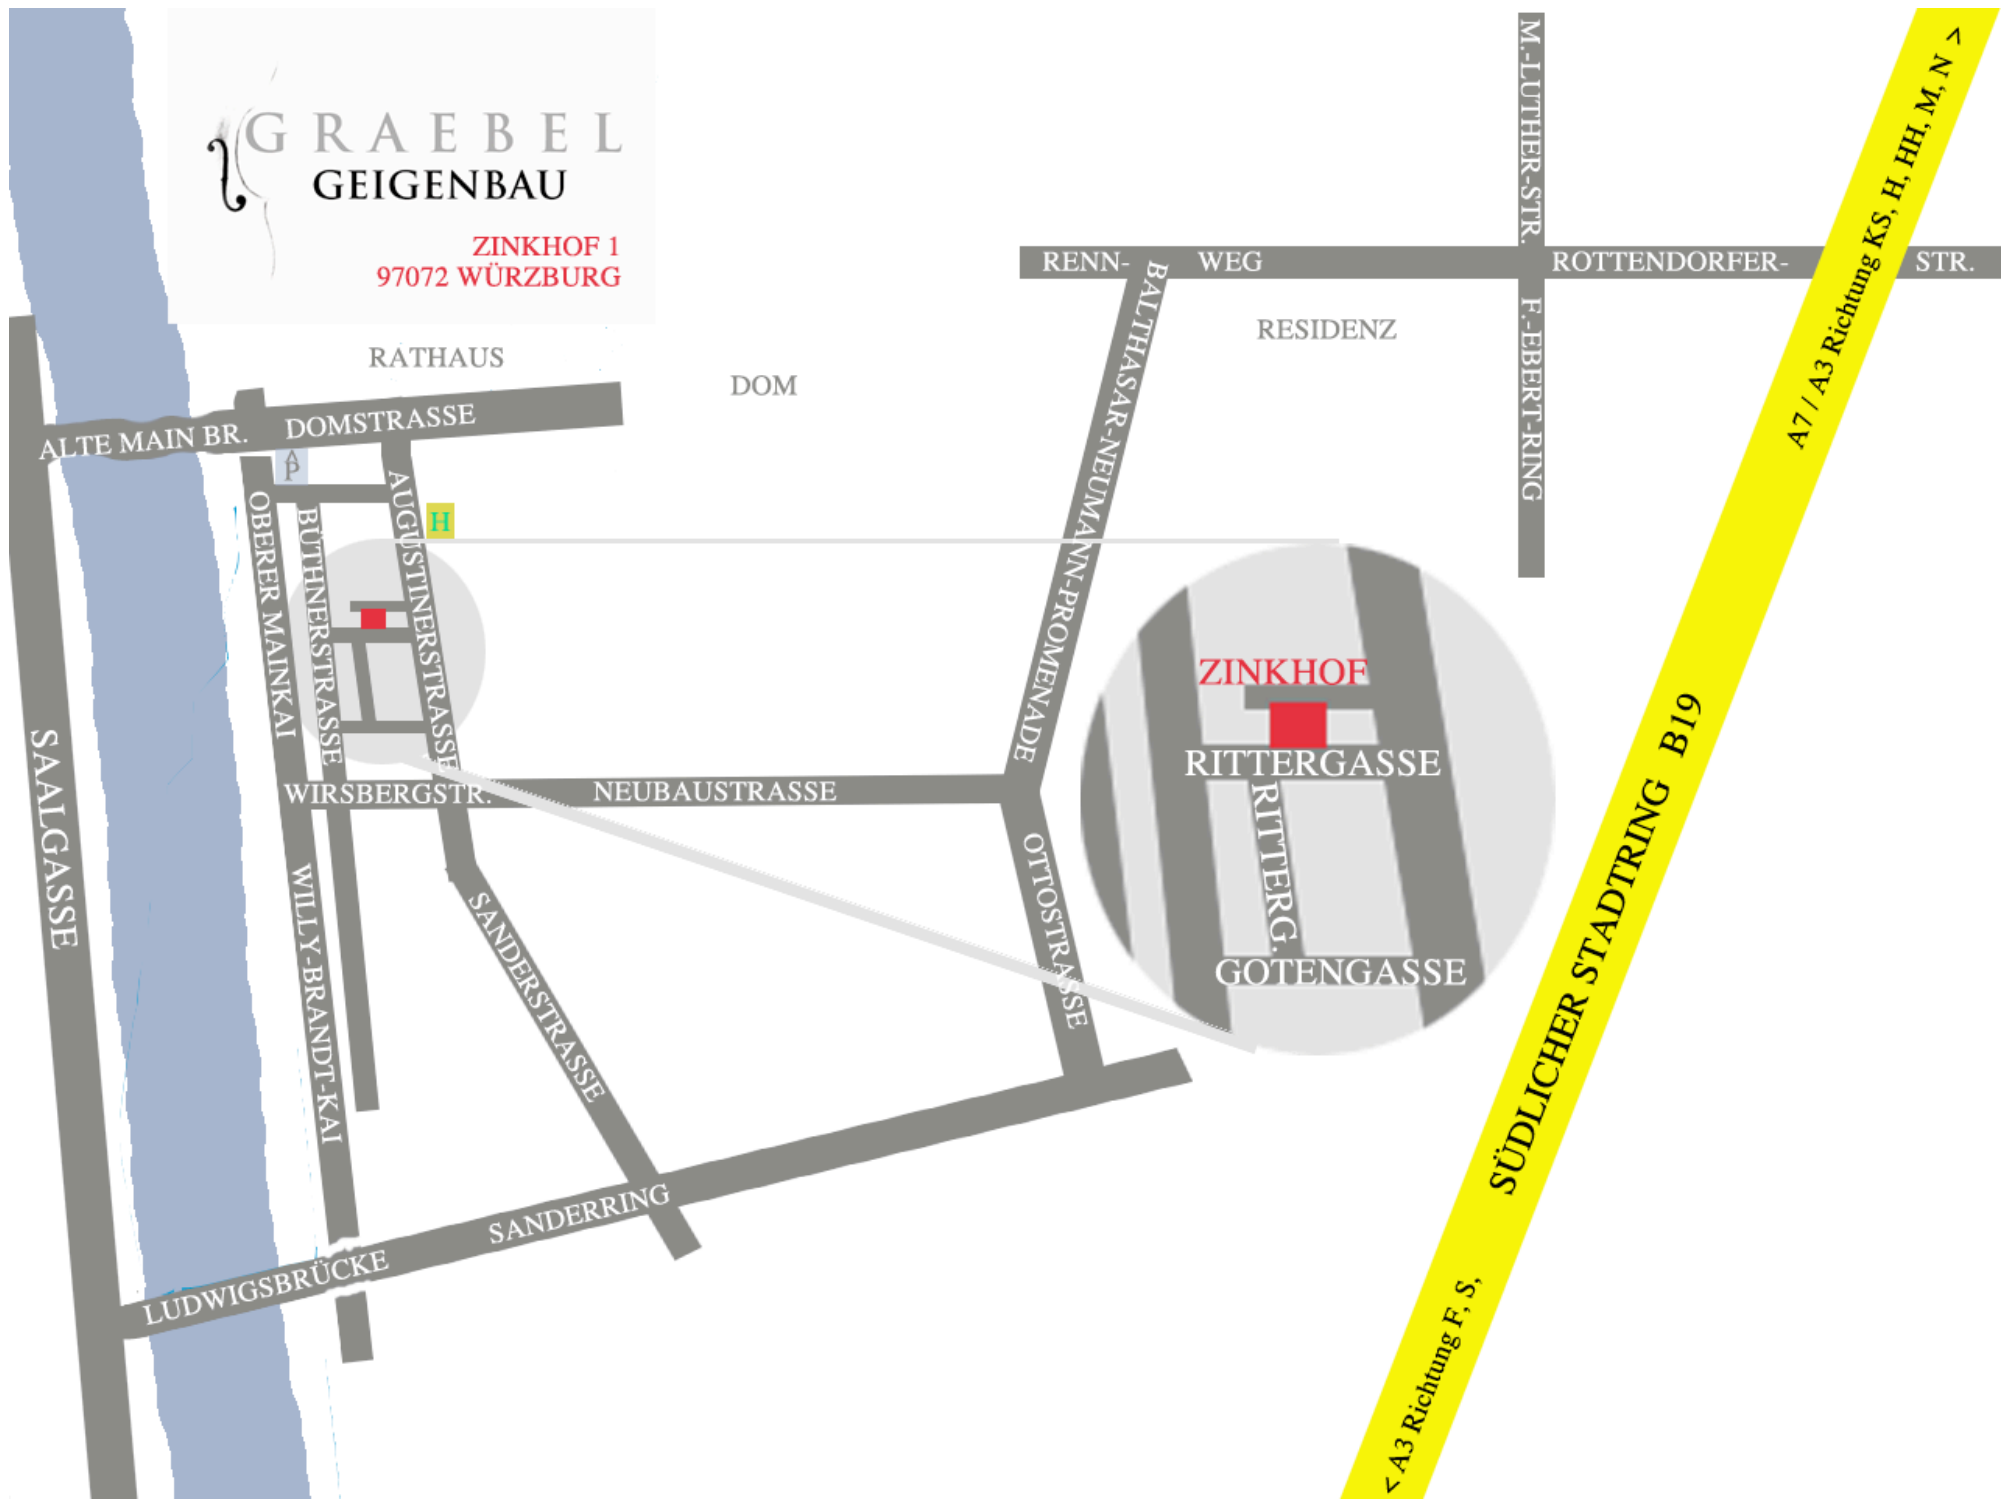 GRAEBEL
GEIGENBAU
ZINKHOF 1
97072 WÜRZBURG
M.-LUTHER-STR.
A7 / A3 Richtung KS, H, HH, M, N >
RENN- WEG
ROTTENDORFER- STR.
RESIDENZ
F.-EBERT-RING
RATHAUS
DOM
BALTHASAR-NEUMANN-PROMENADE
ALTE MAIN BR.
DOMSTRASSE
P
H
OBERER MAINKAI
BÜTHNERSTRASSE
AUGUSTINERSTRASSE
ZINKHOF
RITTERGASSE
RITTERG.
GOTENGASSE
SAALGASSE
WIRSBERGSTR.
NEUBAUSTRASSE
OTTOSTRASSE
WILLY-BRANDT-KAI
SANDERSTRASSE
SÜDLICHER STADTRING B19
SANDERRING
LUDWIGSBRÜCKE
< A3 Richtung F, S,